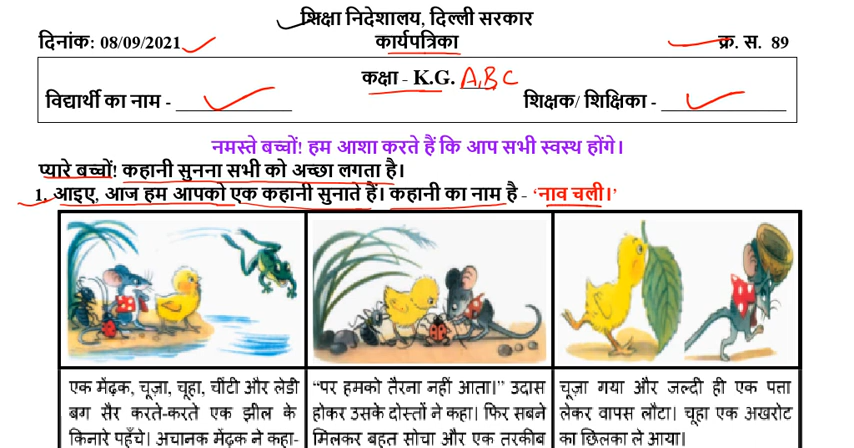 शिक्षा निदेशालय, दिल्ली सरकार
दिनांक: 08/09/2021
कार्यपत्रिका
क्र. स. 89
कक्षा - K.G. A,B C
विद्यार्थी का नाम - ____________
शिक्षक/ शिक्षिका - ____________
नमस्ते बच्चों! हम आशा करते हैं कि आप सभी स्वस्थ होंगे।
प्यारे बच्चों! कहानी सुनना सभी को अच्छा लगता है।
1. आइए, आज हम आपको एक कहानी सुनाते हैं। कहानी का नाम है - ‘नाव चली।’
एक मेंढ़क, चूज़ा, चूहा, चींटी और लेडी
बग सैर करते-करते एक झील के
किनारे पहुँचे। अचानक मेंढ़क ने कहा-
“पर हमको तैरना नहीं आता।” उदास
होकर उसके दोस्तों ने कहा। फिर सबने
मिलकर बहुत सोचा और एक तरकीब
चूज़ा गया और जल्दी ही एक पत्ता
लेकर वापस लौटा। चूहा एक अखरोट
का छिलका ले आया।